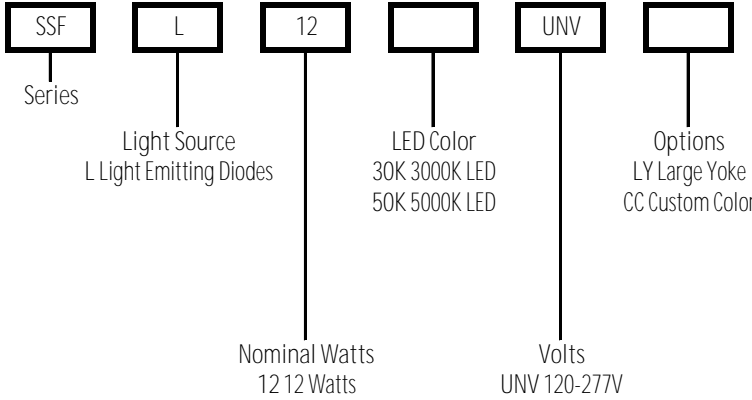 SSF L 12 UNV
Series
Light Source
L Light Emitting Diodes
LED Color
30K 3000K LED
50K 5000K LED
Options
LY Large Yoke
CC Custom Color
Nominal Watts
12 12 Watts
Volts
UNV 120-277V